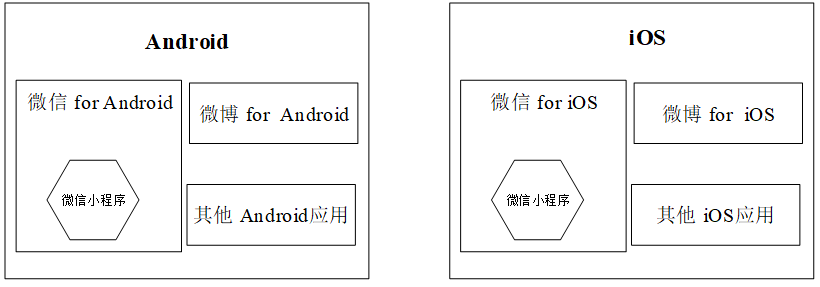 Android
微信 for Android
微博 for Android
微信小程序
其他 Android应用
iOS
微信 for iOS
微博 for iOS
微信小程序
其他 iOS应用